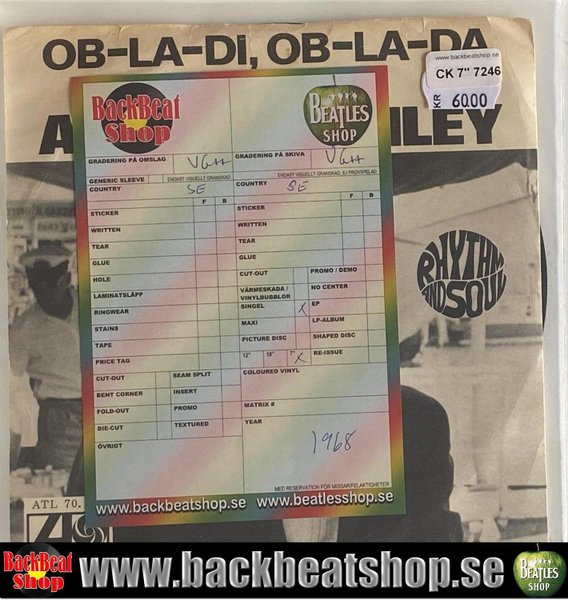 OB-LA-DI, OB-LA-DA
www.backbeatshop.se
CK 7" 7246
KR 60.00
A
LEY
BackBeat
Shop
BEATLES
SHOP
GRADERING PÅ OMSLAG VG++ GRADERING PÅ SKIVA VG++
GENERIC SLEEVE ENDAST VISUELLT GRANSKAD ENDAST VISUELLT GRANSKAD, EJ PROVSPELAD
COUNTRY SE COUNTRY SE
F B F B
STICKER STICKER
WRITTEN WRITTEN
TEAR TEAR
GLUE GLUE
HOLE CUT-OUT PROMO / DEMO
LAMINATSLÄPP VÄRMESKADA / VINYLBUBBLOR NO CENTER
RINGWEAR SINGEL X EP
STAINS MAXI LP-ALBUM
TAPE PICTURE DISC SHAPED DISC
PRICE TAG 12" 10" 7" X RE-ISSUE
CUT-OUT SEAM SPLIT COLOURED VINYL
BENT CORNER INSERT
FOLD-OUT PROMO MATRIX #
DIE-CUT TEXTURED YEAR
ÖVRIGT 1968
MED RESERVATION FÖR MISSAR/FELAKTIGHETER
www.backbeatshop.se www.beatlesshop.se
RHYTHM
AND SOUL
ATL 70.
BackBeat
Shop
www.backbeatshop.se
BEATLES
SHOP